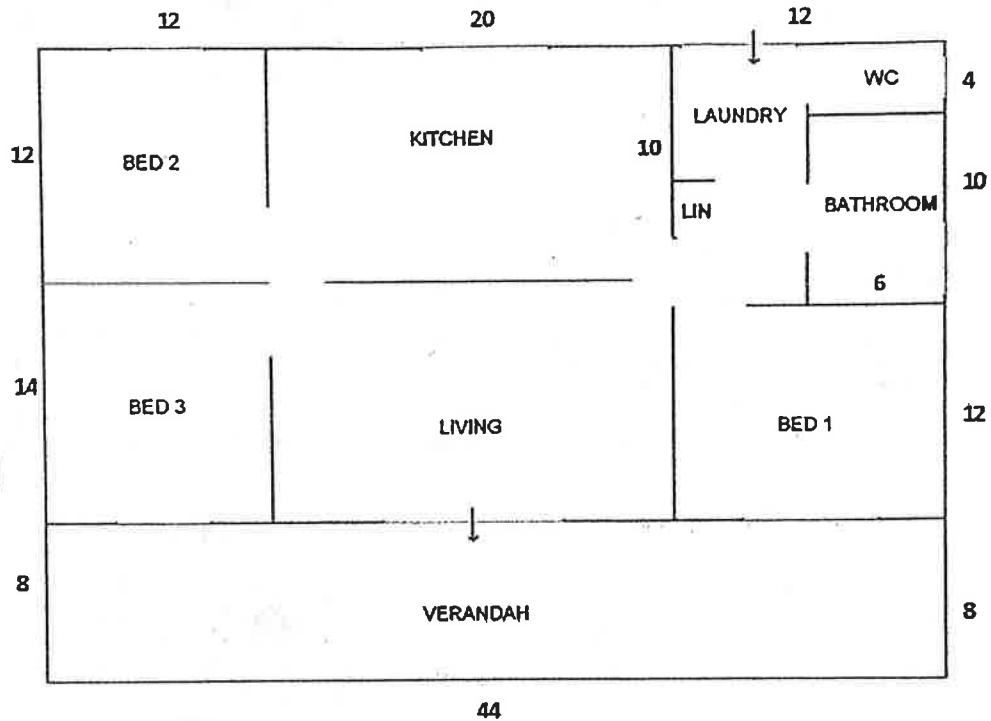 12 20 12
WC 4
LAUNDRY
KITCHEN
10
12 BED 2
10
LIN BATHROOM
6
14
BED 3 12
LIVING BED 1
8 VERANDAH 8
44